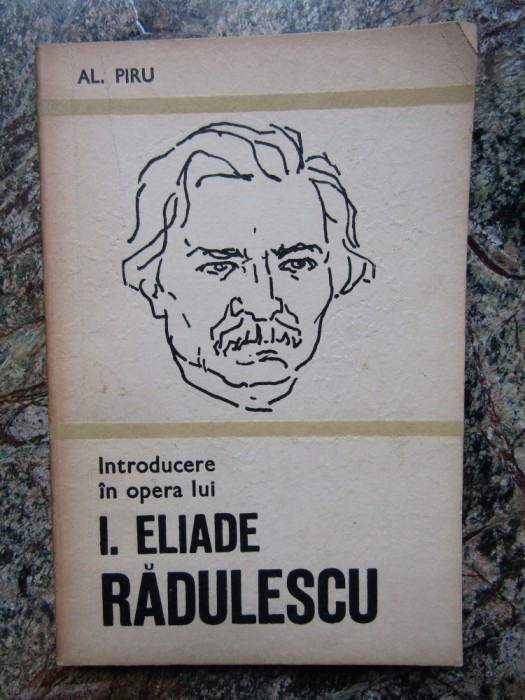 AL. PIRU
Introducere
în opera lui
I. ELIADE
RĂDULESCU